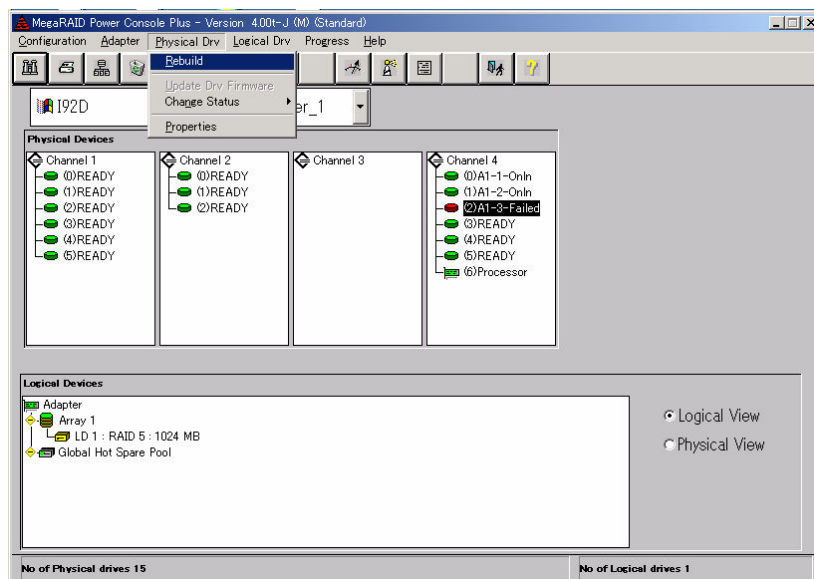 MegaRAID Power Console Plus - Version 4.00t-J (M) (Standard)
Configuration Adapter Physical Drv Logical Drv Progress Help
Rebuild
Update Drv Firmware
Change Status
Properties
I92D
er_1
Physical Devices
Channel 1
(0)READY
(1)READY
(2)READY
(3)READY
(4)READY
(5)READY
Channel 2
(0)READY
(1)READY
(2)READY
Channel 3
Channel 4
(0)A1-1-Onln
(1)A1-2-Onln
(2)A1-3-Failed
(3)READY
(4)READY
(5)READY
(6)Processor
Logical Devices
Adapter
Array 1
LD 1 : RAID 5 : 1024 MB
Global Hot Spare Pool
Logical View
Physical View
No of Physical drives 15
No of Logical drives 1